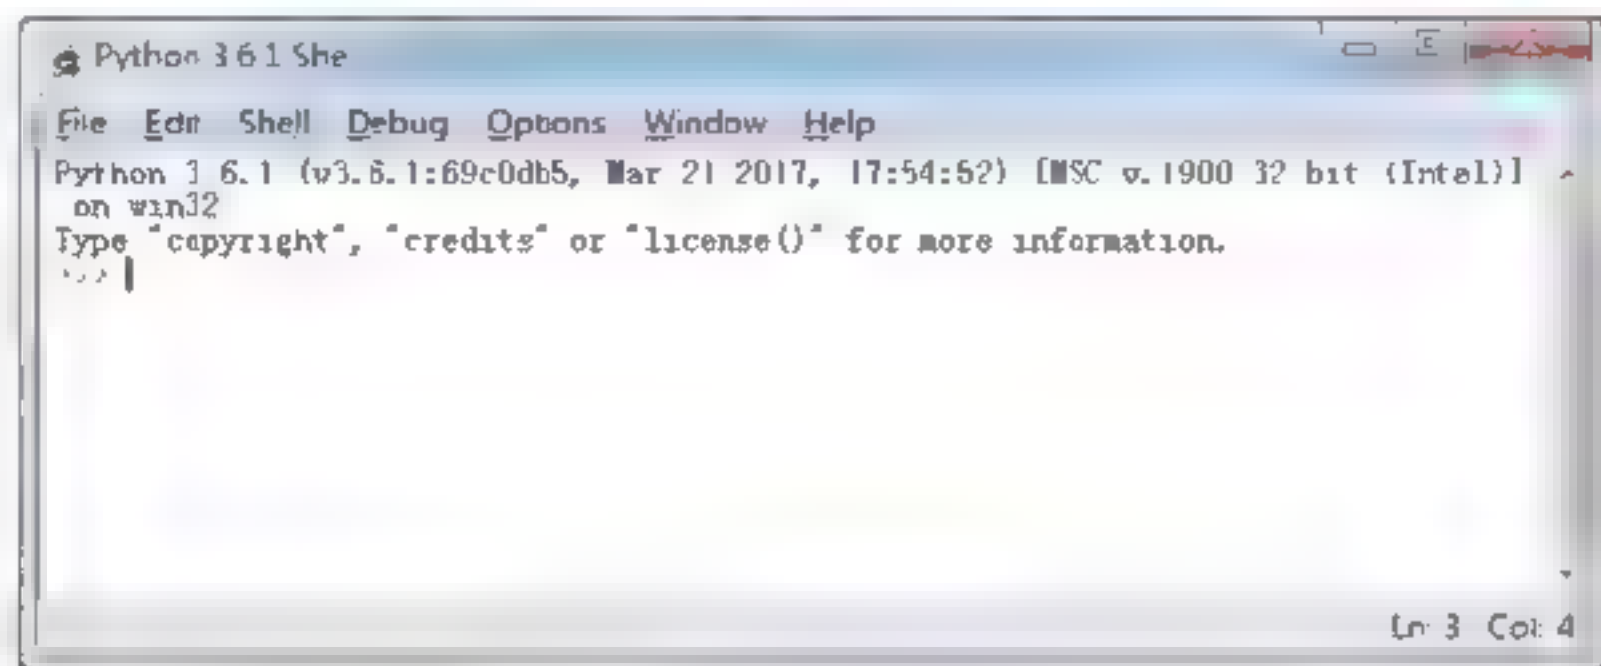 Python 3.6.1 She
File Edit Shell Debug Options Window Help
Python 3.6.1 (v3.6.1:69c0db5, Mar 21 2017, 17:54:52) [MSC v.1900 32 bit (Intel)]
on win32
Type "copyright", "credits" or "license()" for more information.
>>>
Ln: 3 Col: 4